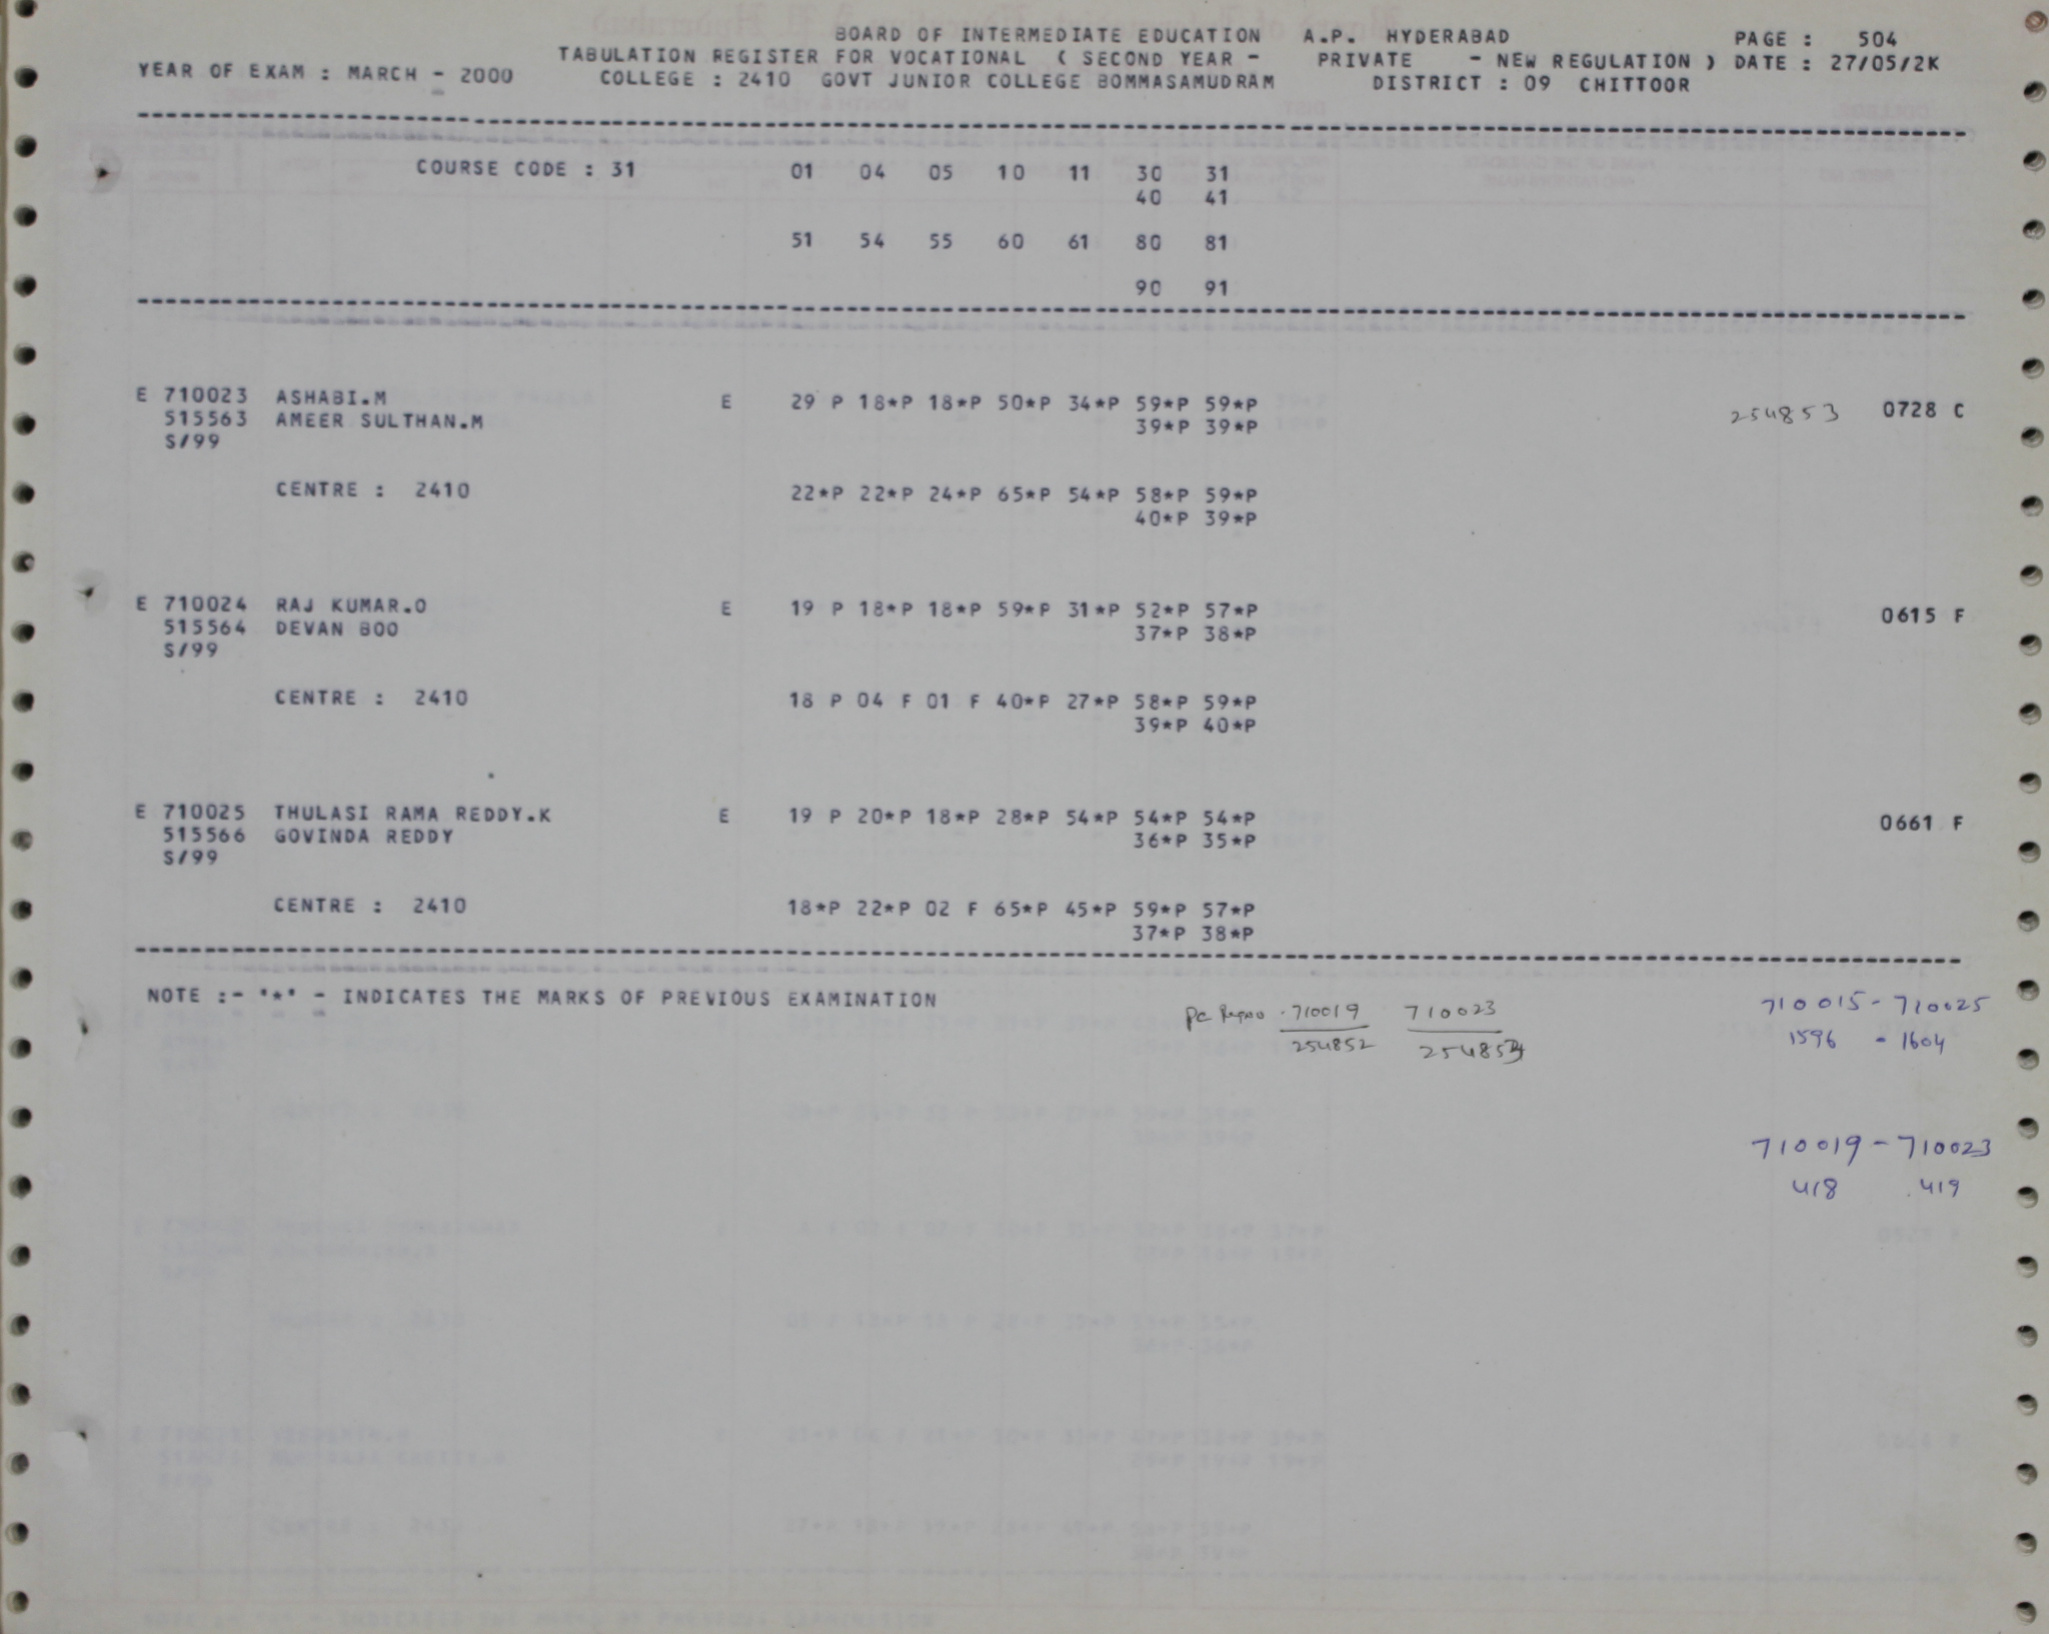 BOARD OF INTERMEDIATE EDUCATION A.P. HYDERABAD PAGE : 504
TABULATION REGISTER FOR VOCATIONAL ( SECOND YEAR - PRIVATE - NEW REGULATION ) DATE : 27/05/2K
YEAR OF EXAM : MARCH - 2000 COLLEGE : 2410 GOVT JUNIOR COLLEGE BOMMASAMUDRAM DISTRICT : 09 CHITTOOR
COURSE CODE : 31 01 04 05 10 11 30 31
40 41
51 54 55 60 61 80 81
90 91
E 710023 ASHABI.M E 29 P 18*P 18*P 50*P 34*P 59*P 59*P 254853 0728 C
515563 AMEER SULTHAN.M 39*P 39*P
S/99
CENTRE : 2410 22*P 22*P 24*P 65*P 54*P 58*P 59*P
40*P 39*P
E 710024 RAJ KUMAR.O E 19 P 18*P 18*P 59*P 31*P 52*P 57*P 0615 F
515564 DEVAN BOO 37*P 38*P
S/99
CENTRE : 2410 18 P 04 F 01 F 40*P 27*P 58*P 59*P
39*P 40*P
E 710025 THULASI RAMA REDDY.K E 19 P 20*P 18*P 28*P 54*P 54*P 54*P 0661 F
515566 GOVINDA REDDY 36*P 35*P
S/99
CENTRE : 2410 18*P 22*P 02 F 65*P 45*P 59*P 57*P
37*P 38*P
NOTE :- '*' - INDICATES THE MARKS OF PREVIOUS EXAMINATION
710019 710023
254852
710015 - 710025
1596 - 1604
710019 - 710023
418 419